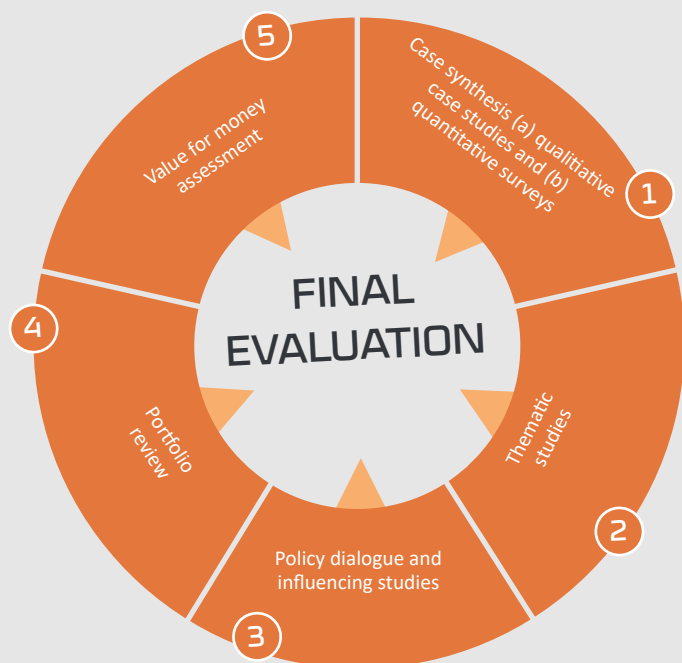 5
Value for money
assessment
Case synthesis (a) qualitiative
case studies and (b)
quantitative surveys
1
FINAL
EVALUATION
4
Portfolio
review
Thematic
studies
2
Policy dialogue and
influencing studies
3